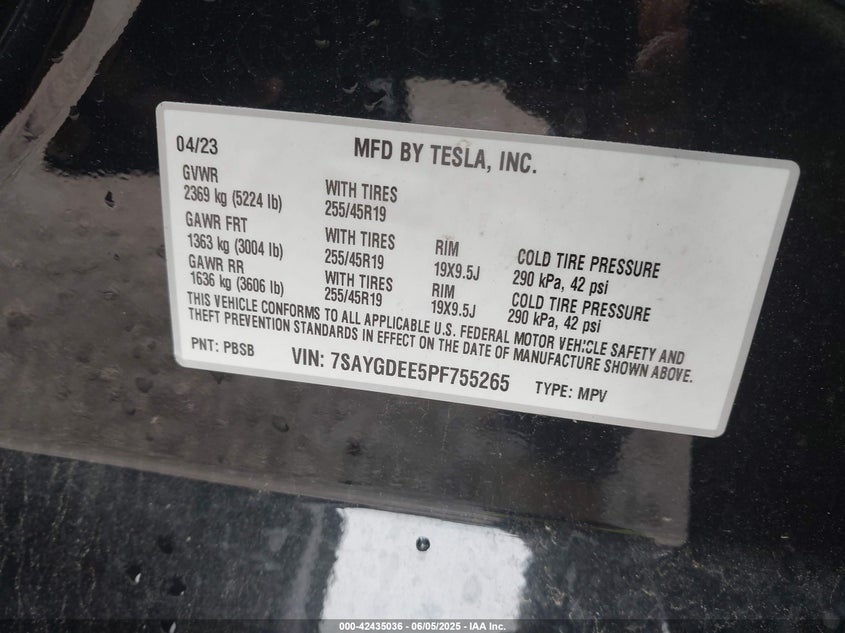 04/23 MFD BY TESLA, INC.
GVWR
2369 kg (5224 lb) WITH TIRES 255/45R19
GAWR FRT
1363 kg (3004 lb) WITH TIRES 255/45R19 RIM 19X9.5J COLD TIRE PRESSURE 290 kPa, 42 psi
GAWR RR
1636 kg (3606 lb) WITH TIRES 255/45R19 RIM 19X9.5J COLD TIRE PRESSURE 290 kPa, 42 psi
THIS VEHICLE CONFORMS TO ALL APPLICABLE U.S. FEDERAL MOTOR VEHICLE SAFETY AND
THEFT PREVENTION STANDARDS IN EFFECT ON THE DATE OF MANUFACTURE SHOWN ABOVE.
PNT: PBSB VIN: 7SAYGDEE5PF755265 TYPE: MPV
000-42435036 - 06/05/2025 - IAA Inc.